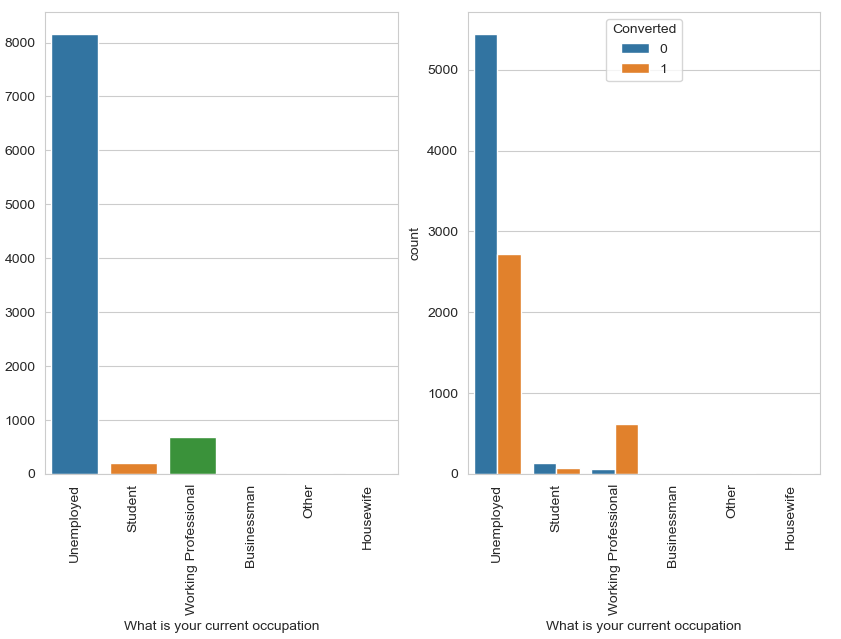 8000
7000
6000
5000
4000
3000
2000
1000
0
Unemployed
Student
Working Professional
Businessman
Other
Housewife
What is your current occupation
count
5000
4000
3000
2000
1000
0
Converted
0
1
Unemployed
Student
Working Professional
Businessman
Other
Housewife
What is your current occupation